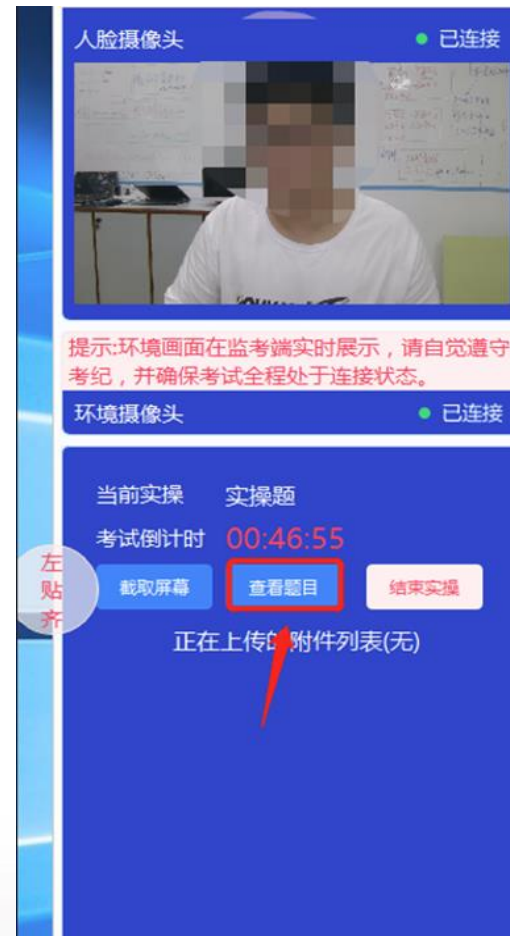 人脸摄像头
已连接
提示:环境画面在监考端实时展示，请自觉遵守
考纪，并确保考试全程处于连接状态。
环境摄像头
已连接
当前实操
实操题
考试倒计时
00:46:55
左
贴
齐
截取屏幕
查看题目
结束实操
正在上传的附件列表(无)